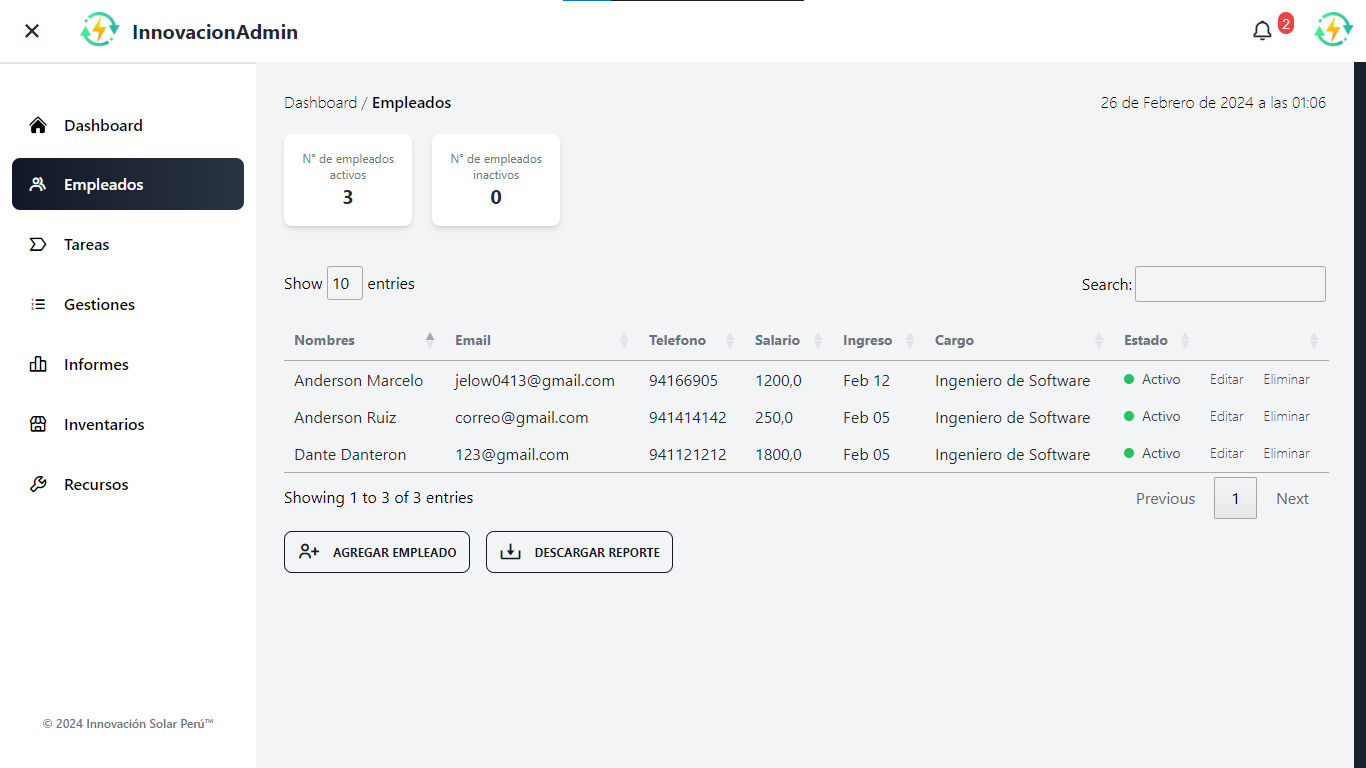 InnovacionAdmin
2
Dashboard
Empleados
Tareas
Gestiones
Informes
Inventarios
Recursos
© 2024 Innovación Solar Perú™
Dashboard / Empleados
26 de Febrero de 2024 a las 01:06
N° de empleados
activos
3
N° de empleados
inactivos
0
Show 10 entries
Search:
Nombres Email Telefono Salario Ingreso Cargo Estado
Anderson Marcelo jelow0413@gmail.com 94166905 1200,0 Feb 12 Ingeniero de Software Activo Editar Eliminar
Anderson Ruiz correo@gmail.com 941414142 250,0 Feb 05 Ingeniero de Software Activo Editar Eliminar
Dante Danteron 123@gmail.com 941121212 1800,0 Feb 05 Ingeniero de Software Activo Editar Eliminar
Showing 1 to 3 of 3 entries
Previous 1 Next
AGREGAR EMPLEADO
DESCARGAR REPORTE